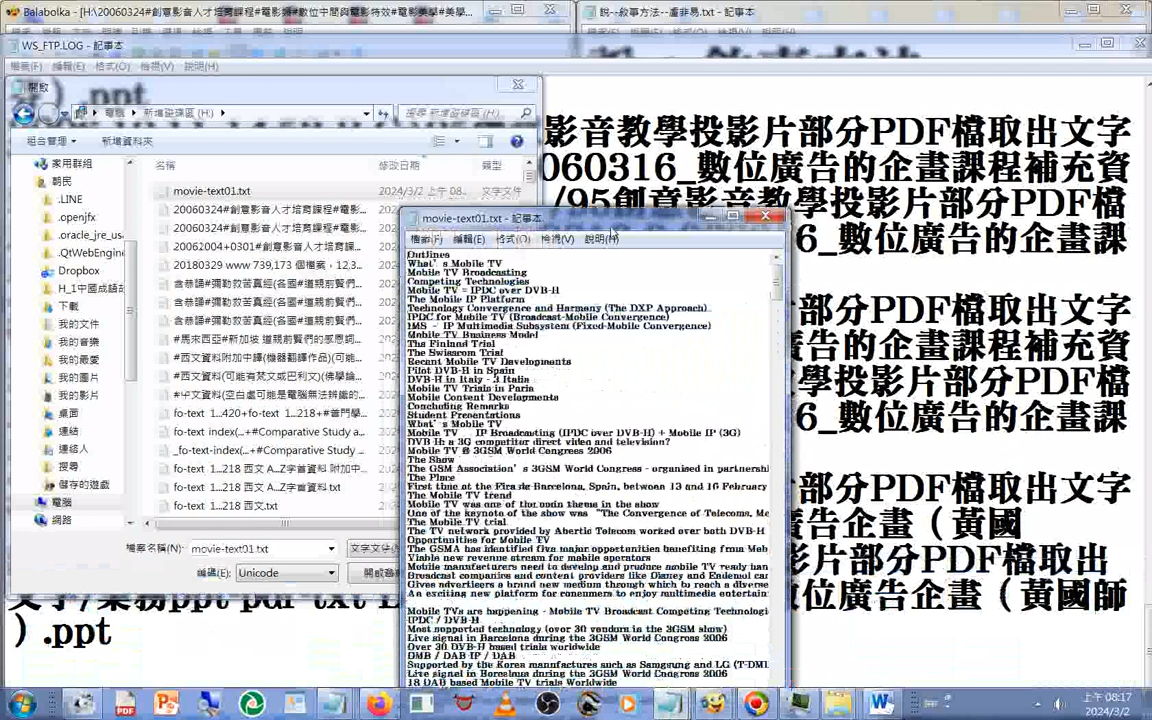 Balabolka - [H:\20060324#創意影音人才培育課程#電影頻#數位中間與電影特效#電影美學#美學...
說--敘事方法--盧非易.txt - 記事本
WS_FTP.LOG - 記事本
檔案(F) 編輯(E) 格式(O) 檢視(V) 說明(H)
).ppt
開啟
電腦 新增磁碟區 (H:)
搜尋 新增磁碟區 (H:)
組合管理 新增資料夾
名稱 修改日期 類型
家用群組
朝民
.LINE
.openjfx
.oracle_jre_us
.QtWebEngin
Dropbox
H_1中國成語
下載
我的文件
我的音樂
我的最愛
我的圖片
我的影片
桌面
連結
連絡人
搜尋
儲存的遊戲
電腦
網路
movie-text01.txt 2024/3/2 上午 08... 文字文件
20060324#創意影音人才培育課程#電影...
20060324#創意影音人才培育課程#電影...
20062004+0301#創意影音人才培育課...
20180329 www 739,173 個檔案，12,3...
含恭誦#彌勒救苦真經(各國#道親前賢們...
含恭誦#彌勒救苦真經(各國#道親前賢們...
含恭誦#彌勒救苦真經(各國#道親前賢們...
#馬來西亞#新加坡 道親前賢們的感恩詞...
#西文資料附加中譯(機器翻譯作品)(可能...
#西文資料(可能有梵文或巴利文)(佛學論...
#中文資料(空白處可能是電腦無法辨識的...
fo-text 1...420+fo-text 1...218+#普門學...
fo-text index(...+#Comparative Study a...
_fo-text-index(...+#Comparative Study...
fo-text 1...218 西文 A...Z字首資料 附加中...
fo-text 1...218 西文 A...Z字首資料.txt
fo-text 1...218 西文.txt
檔案名稱(N): movie-text01.txt
編碼(E): Unicode
movie-text01.txt - 記事本
檔案(F) 編輯(E) 格式(O) 檢視(V) 說明(H)
Outlines
What's Mobile TV
Mobile TV Broadcasting
Competing Technologies
Mobile TV = IPDC over DVB-H
The Mobile IP Platform
Technology Convergence and Harmony (The DXP Approach)
IPDC for Mobile TV (Broadcast-Mobile Convergence)
IMS - IP Multimedia Subsystem (Fixed-Mobile Convergence)
Mobile TV Business Model
The Finland Trial
The Swisscom Trial
Recent Mobile TV Developments
Pilot DVB-H in Spain
DVB-H in Italy - 3 Italia
Mobile TV Trials in Paris
Mobile Content Developments
Concluding Remarks
Student Presentations
What's Mobile TV
Mobile TV IP Broadcasting (IPDC over DVB-H) + Mobile IP (3G)
DVB-H: a 3G competitor direct video and television?
Mobile TV @ 3GSM World Congress 2006
The Show
The GSM Association's 3GSM World Congress - organised in partnershi
The Place
First time at the Fira de Barcelona, Spain, between 13 and 16 February
The Mobile TV trend
Mobile TV was one of the main theme in the show
One of the keynote of the show was "The Convergence of Telecoms, Me
The Mobile TV trial
The TV network provided by Abertis Telecom worked over both DVB-H
Opportunities for Mobile TV
The GSMA has identified five major opportunities benefiting from Mob
Viable new revenue stream for mobile operators
Mobile manufacturers need to develop and produce mobile TV ready han
Broadcast companies and content providers like Disney and Endemol car
Gives advertisers a brand new medium through which to reach a diverse
An exciting new platform for consumers to enjoy multimedia entertain
Mobile TVs are happening - Mobile TV Broadcast Competing Technologi
IPDC / DVB-H
Most supported technology (over 30 vendors in the 3GSM show)
Live signal in Barcelona during the 3GSM World Congress 2006
Over 30 DVB-H based trials worldwide
DMB / DAB-IP / DAB
Supported by the Korea manufactures such as Samsung and LG (T-DM
Live signal in Barcelona during the 3GSM World Congress 2006
18 DAB based Mobile TV trials Worldwide
影音教學投影片部分PDF檔取出文字
060316_數位廣告的企畫課程補充資
/95創意影音教學投影片部分PDF檔
6_數位廣告的企畫課
部分PDF檔取出文字
的企畫課程補充資
學投影片部分PDF檔
6_數位廣告的企畫課
部分PDF檔取出文字
廣告企畫（黃國
影片部分PDF檔取出
數位廣告企畫（黃國師
).ppt
上午 08:17
2024/3/2